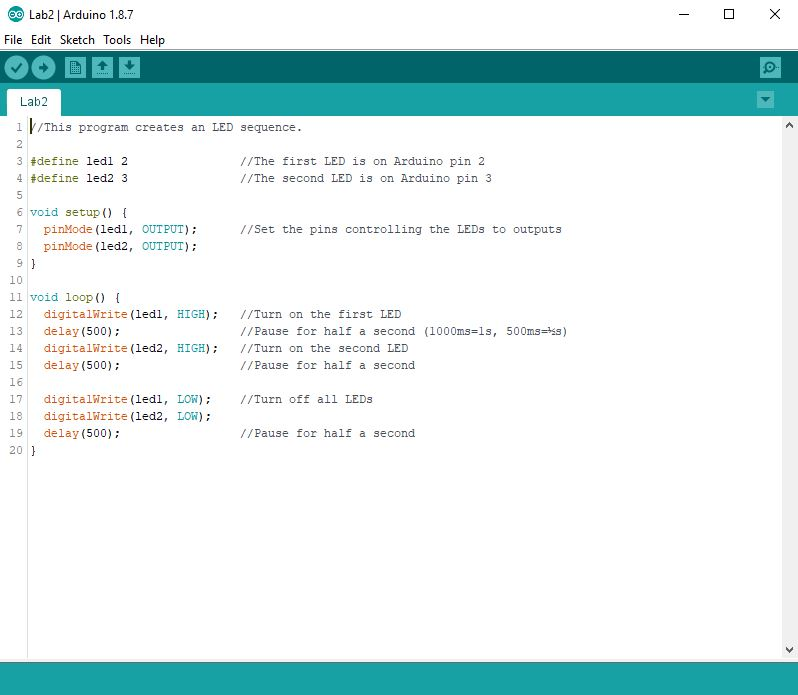 Lab2 | Arduino 1.8.7
File Edit Sketch Tools Help
Lab2
1 //This program creates an LED sequence.
2
3 #define led1 2 //The first LED is on Arduino pin 2
4 #define led2 3 //The second LED is on Arduino pin 3
5
6 void setup() {
7 pinMode(led1, OUTPUT); //Set the pins controlling the LEDs to outputs
8 pinMode(led2, OUTPUT);
9 }
10
11 void loop() {
12 digitalWrite(led1, HIGH); //Turn on the first LED
13 delay(500); //Pause for half a second (1000ms=1s, 500ms=½s)
14 digitalWrite(led2, HIGH); //Turn on the second LED
15 delay(500); //Pause for half a second
16
17 digitalWrite(led1, LOW); //Turn off all LEDs
18 digitalWrite(led2, LOW);
19 delay(500); //Pause for half a second
20 }